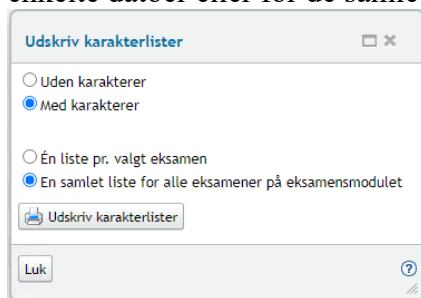 Udskriv karakterlister
Uden karakterer
Med karakterer
Én liste pr. valgt eksamen
En samlet liste for alle eksamener på eksamensmodulet
Udskriv karakterlister
Luk
?